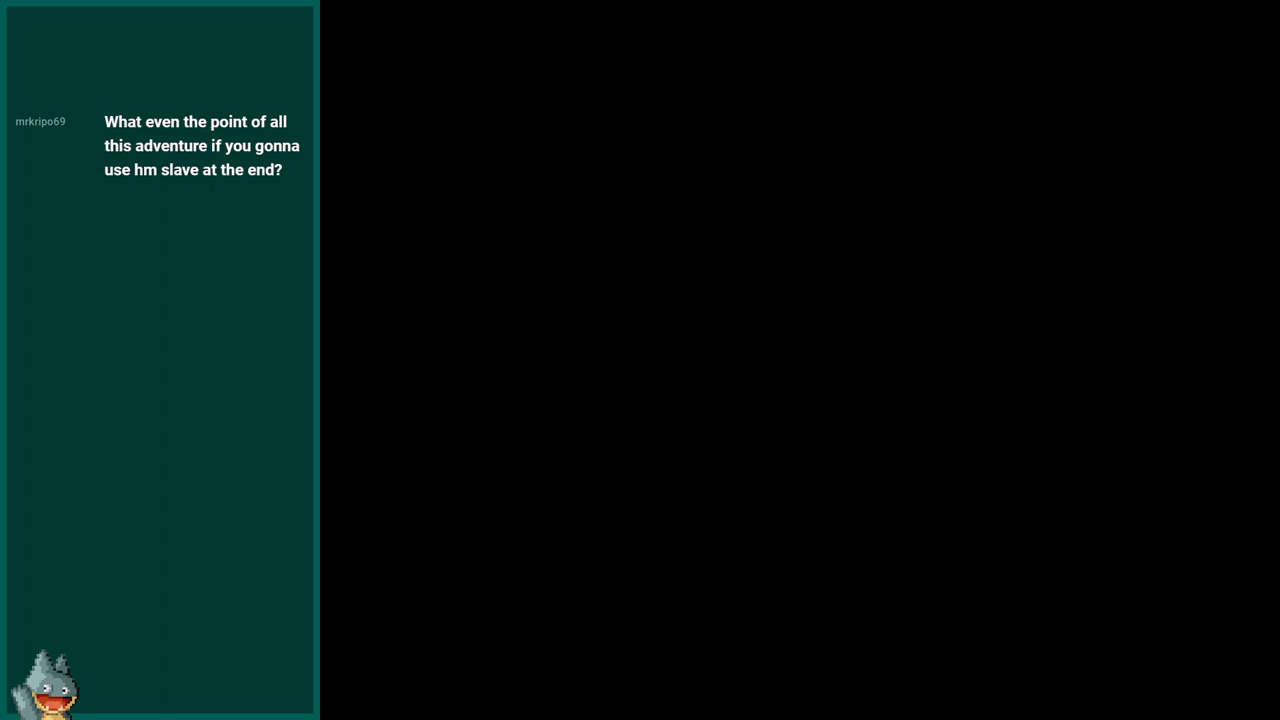 mrkripo69
What even the point of all
this adventure if you gonna
use hm slave at the end?